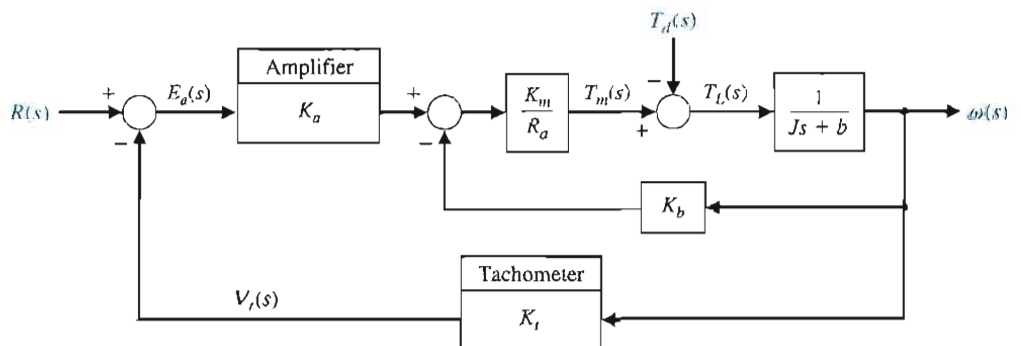 T_d(s)
Amplifier
R(s)
+
−
E_a(s)
K_a
+
−
K_m
R_a
T_m(s)
−
+
T_L(s)
1
Js + b
ω(s)
K_b
Tachometer
K_t
V_t(s)